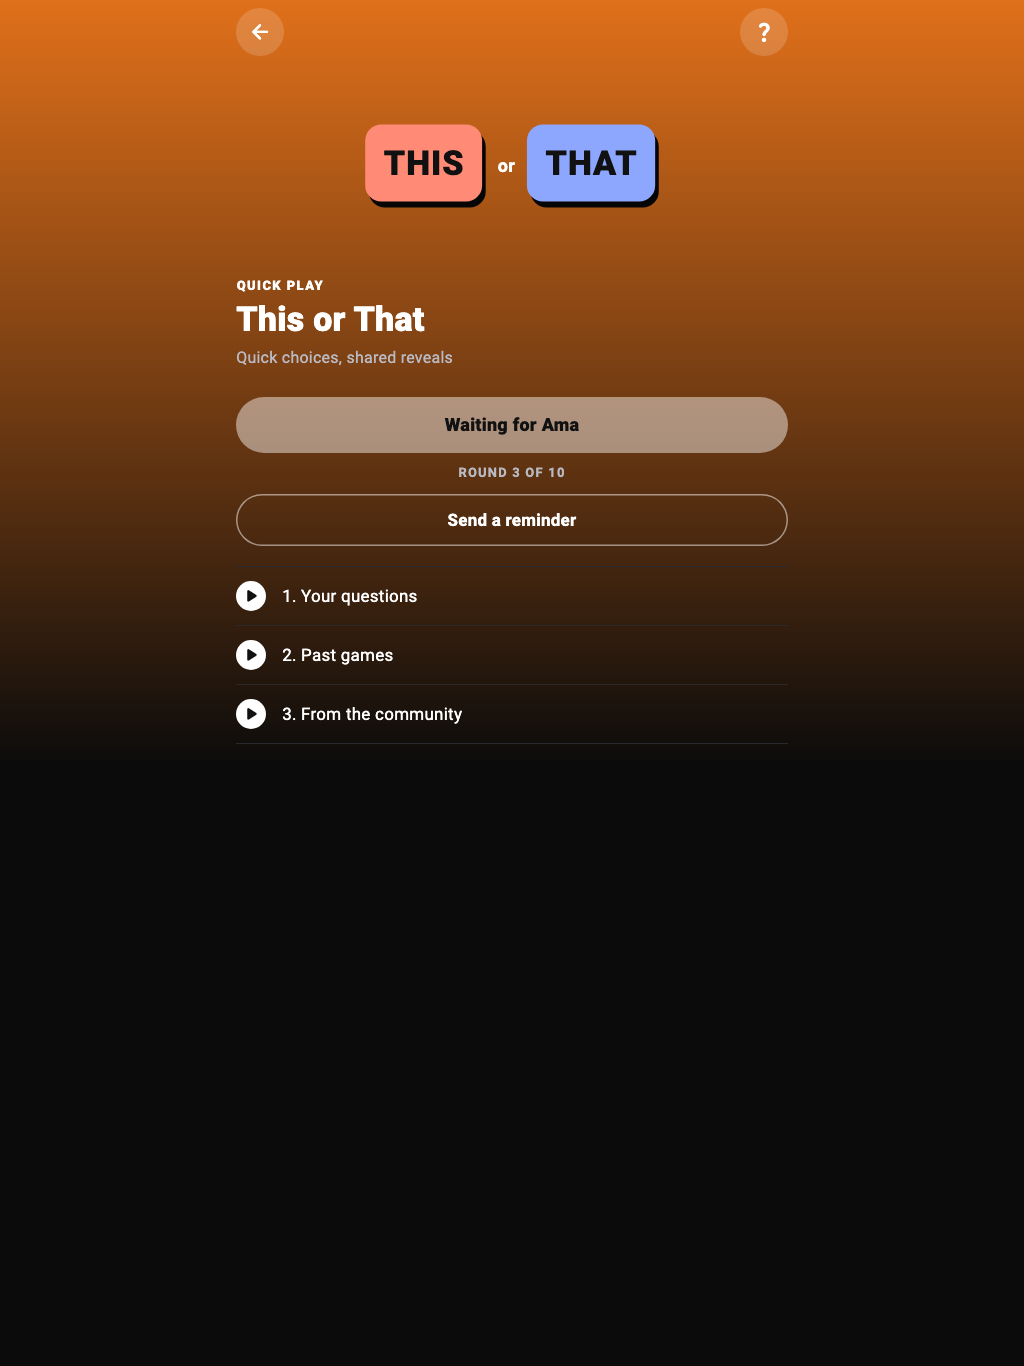 ?
THIS or THAT
QUICK PLAY
This or That
Quick choices, shared reveals
Waiting for Ama
ROUND 3 OF 10
Send a reminder
1. Your questions
2. Past games
3. From the community